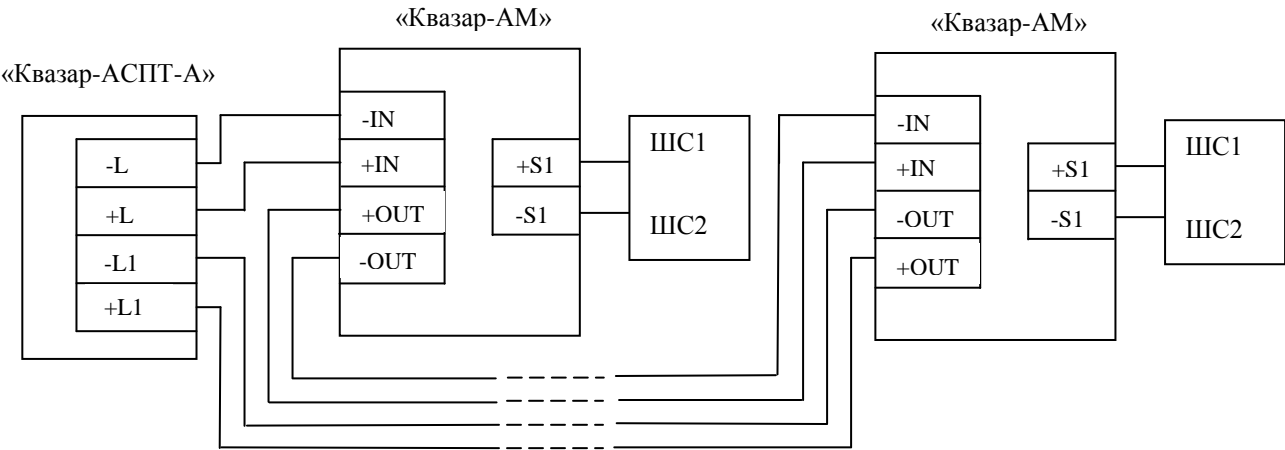 «Квазар-АМ»
«Квазар-АМ»
«Квазар-АСПТ-А»
-L
+L
-L1
+L1
-IN
+IN
+OUT
-OUT
+S1
-S1
ШС1
ШС2
-IN
+IN
-OUT
+OUT
+S1
-S1
ШС1
ШС2